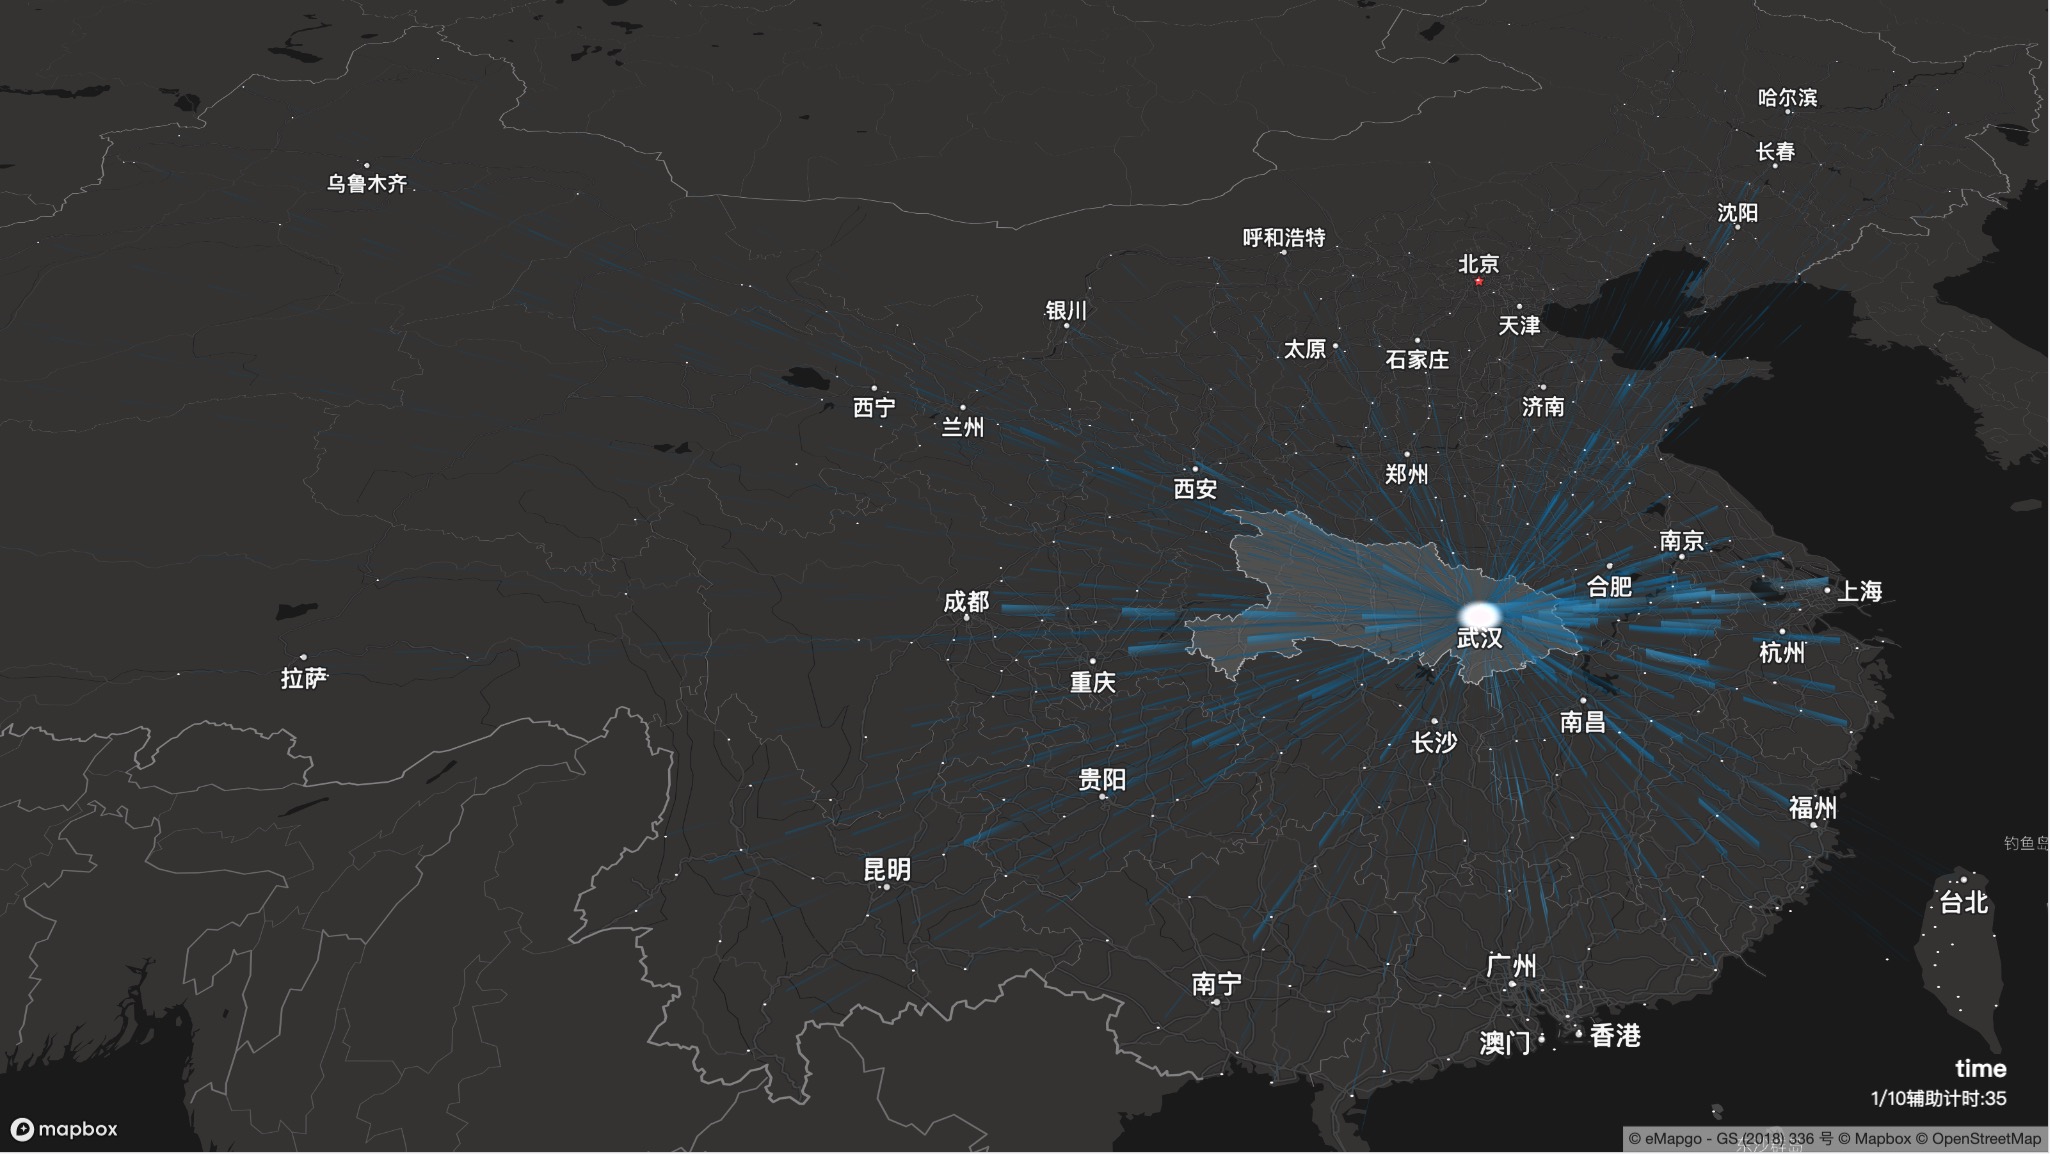 哈尔滨
长春
乌鲁木齐
沈阳
呼和浩特
北京
银川
天津
太原
石家庄
西宁
济南
兰州
郑州
西安
南京
合肥
上海
成都
武汉
杭州
拉萨
重庆
南昌
长沙
贵阳
福州
钓鱼岛
昆明
台北
广州
南宁
香港
澳门
time
1/10辅助计时:35
mapbox
© eMapgo - GS (2018) 336 号 © Mapbox © OpenStreetMap